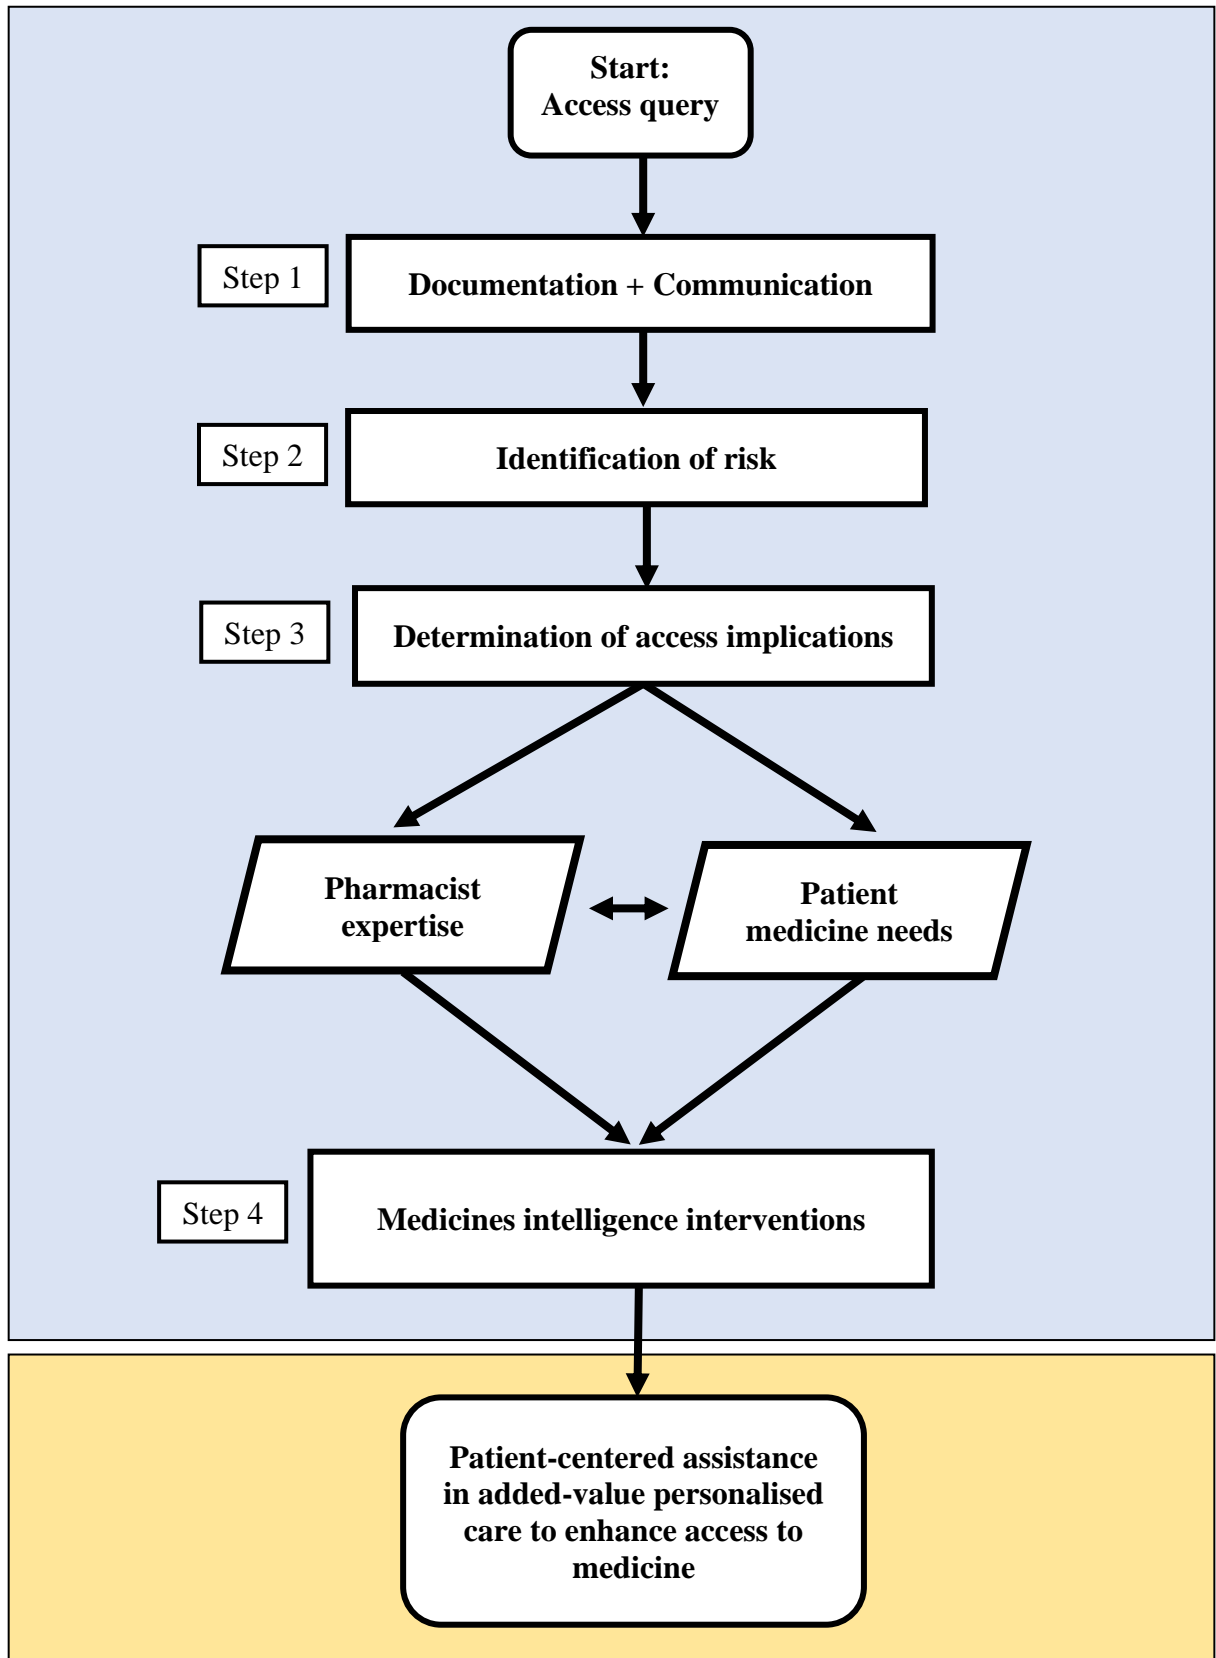 Start:
Access query
Step 1
Documentation + Communication
Step 2
Identification of risk
Step 3
Determination of access implications
Pharmacist
expertise
Patient
medicine needs
Step 4
Medicines intelligence interventions
Patient-centered assistance
in added-value personalised
care to enhance access to
medicine